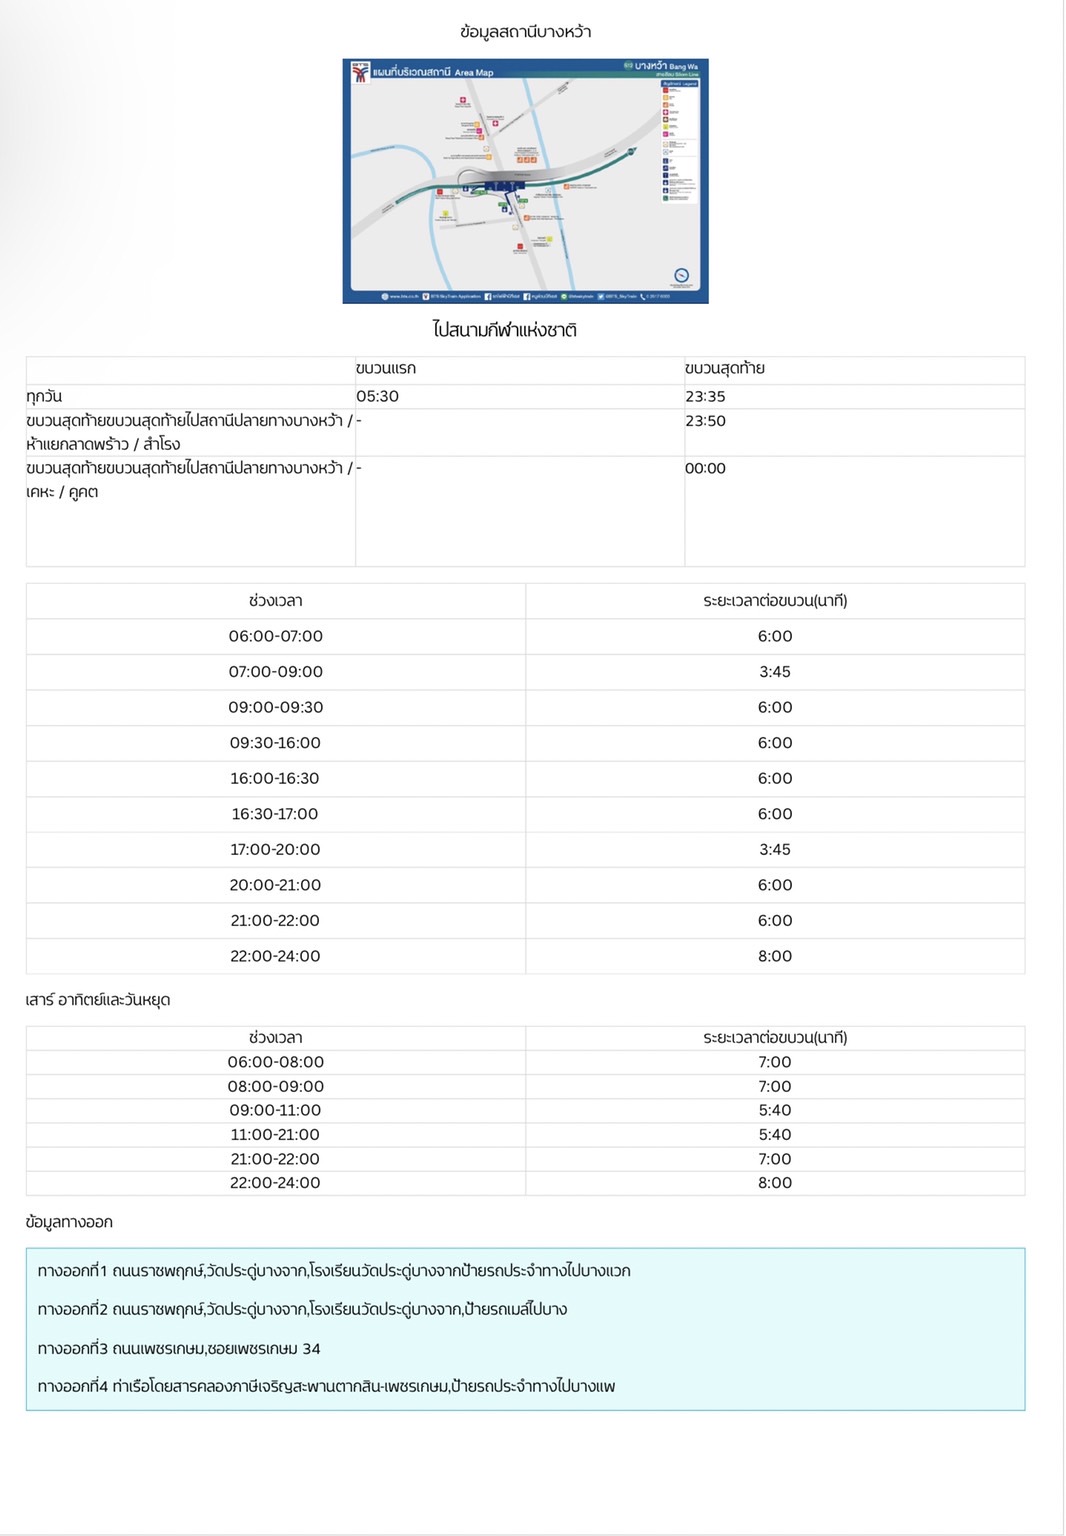 ข้อมูลสถานีบางหว้า
BTS
แผนที่บริเวณสถานี Area Map
บางหว้า Bang Wa
สายสีลม Silom Line
www.bts.co.th
BTS SkyTrain Application
@BTS_SkyTrain
ไปสนามกีฬาแห่งชาติ
ขบวนแรก ขบวนสุดท้าย
ทุกวัน 05:30 23:35
ขบวนสุดท้ายขบวนสุดท้ายไปสถานีปลายทางบางหว้า / - 23:50
ห้าแยกลาดพร้าว / สำโรง
ขบวนสุดท้ายขบวนสุดท้ายไปสถานีปลายทางบางหว้า / - 00:00
เคหะ / คูคต
ช่วงเวลา ระยะเวลาต่อขบวน(นาที)
06:00-07:00 6:00
07:00-09:00 3:45
09:00-09:30 6:00
09:30-16:00 6:00
16:00-16:30 6:00
16:30-17:00 6:00
17:00-20:00 3:45
20:00-21:00 6:00
21:00-22:00 6:00
22:00-24:00 8:00
เสาร์ อาทิตย์และวันหยุด
ช่วงเวลา ระยะเวลาต่อขบวน(นาที)
06:00-08:00 7:00
08:00-09:00 7:00
09:00-11:00 5:40
11:00-21:00 5:40
21:00-22:00 7:00
22:00-24:00 8:00
ข้อมูลทางออก
ทางออกที่1 ถนนราชพฤกษ์,วัดประดู่บางจาก,โรงเรียนวัดประดู่บางจากป้ายรถประจำทางไปบางแวก
ทางออกที่2 ถนนราชพฤกษ์,วัดประดู่บางจาก,โรงเรียนวัดประดู่บางจาก,ป้ายรถเมล์ไปบาง
ทางออกที่3 ถนนเพชรเกษม,ซอยเพชรเกษม 34
ทางออกที่4 ท่าเรือโดยสารคลองภาษีเจริญสะพานตากสิน-เพชรเกษม,ป้ายรถประจำทางไปบางแพ